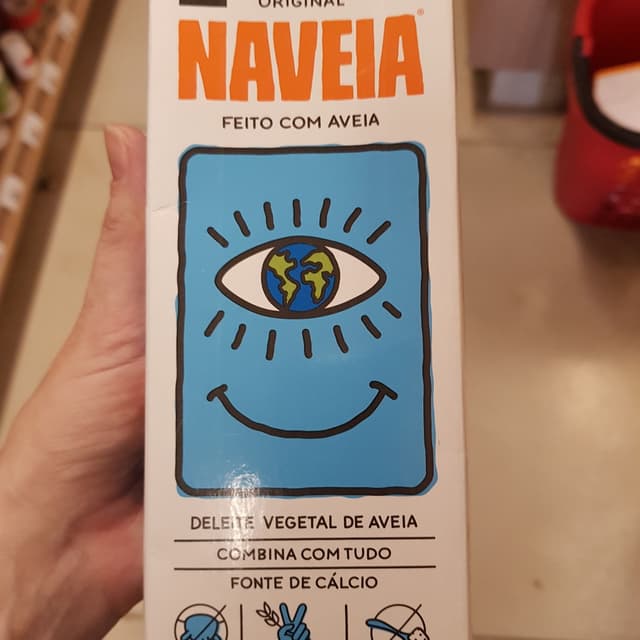 ORIGINAL
NAVEIA®
FEITO COM AVEIA
DELEITE VEGETAL DE AVEIA
COMBINA COM TUDO
FONTE DE CÁLCIO